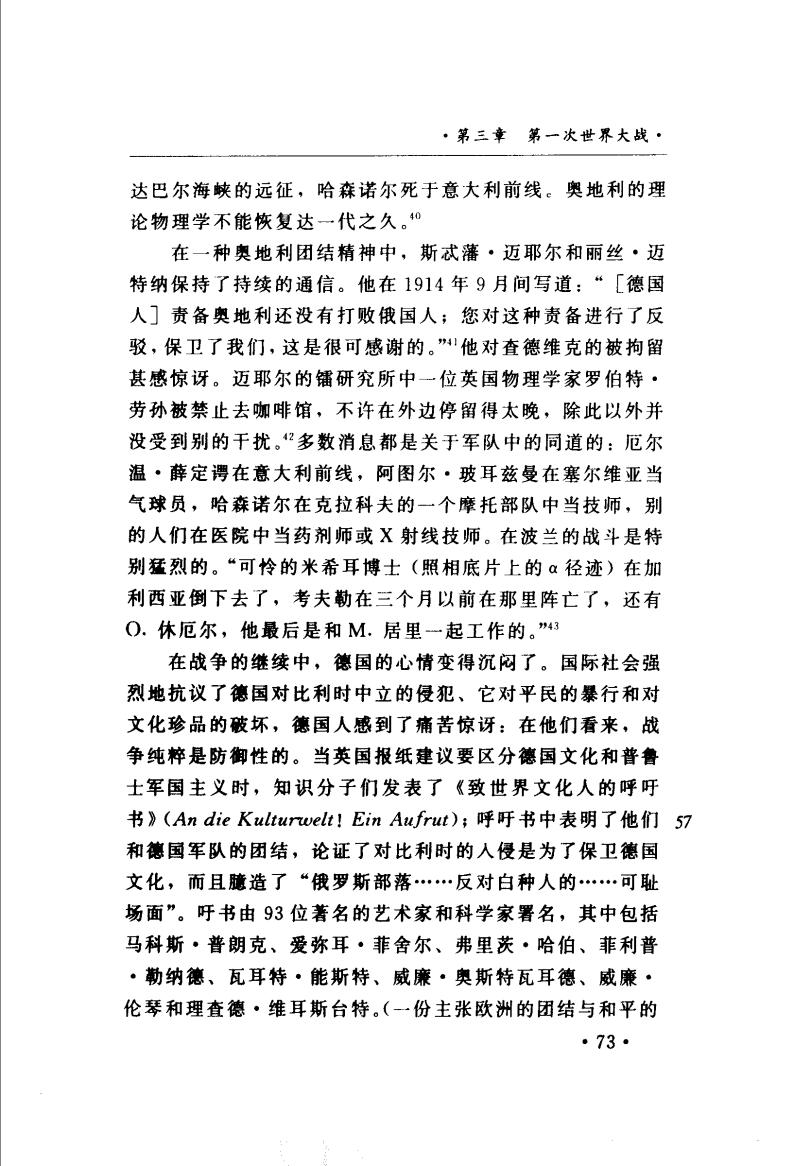 ·第三章 第一次世界大战·
达巴尔海峡的远征，哈森诺尔死于意大利前线。奥地利的理
论物理学不能恢复达一代之久。⁴⁰
在一种奥地利团结精神中，斯忒藩·迈耶尔和丽丝·迈
特纳保持了持续的通信。他在 1914 年 9 月间写道：“［德国
人］责备奥地利还没有打败俄国人；您对这种责备进行了反
驳，保卫了我们，这是很可感谢的。”⁴¹他对查德维克的被拘留
甚感惊讶。迈耶尔的镭研究所中一位英国物理学家罗伯特·
劳孙被禁止去咖啡馆，不许在外边停留得太晚，除此以外并
没受到别的干扰。⁴²多数消息都是关于军队中的同道的：厄尔
温·薛定谔在意大利前线，阿图尔·玻耳兹曼在塞尔维亚当
气球员，哈森诺尔在克拉科夫的一个摩托部队中当技师，别
的人们在医院中当药剂师或 X 射线技师。在波兰的战斗是特
别猛烈的。“可怜的米希耳博士（照相底片上的 α 径迹）在加
利西亚倒下去了，考夫勒在三个月以前在那里阵亡了，还有
O. 休厄尔，他最后是和 M. 居里一起工作的。”⁴³
在战争的继续中，德国的心情变得沉闷了。国际社会强
烈地抗议了德国对比利时中立的侵犯、它对平民的暴行和对
文化珍品的破坏，德国人感到了痛苦惊讶：在他们看来，战
争纯粹是防御性的。当英国报纸建议要区分德国文化和普鲁
士军国主义时，知识分子们发表了《致世界文化人的呼吁
书》(An die Kulturwelt! Ein Aufrut)；呼吁书中表明了他们 57
和德国军队的团结，论证了对比利时的入侵是为了保卫德国
文化，而且臆造了“俄罗斯部落……反对白种人的……可耻
场面”。吁书由 93 位著名的艺术家和科学家署名，其中包括
马科斯·普朗克、爱弥耳·菲舍尔、弗里茨·哈伯、菲利普
·勒纳德、瓦耳特·能斯特、威廉·奥斯特瓦耳德、威廉·
伦琴和理查德·维耳斯台特。（一份主张欧洲的团结与和平的
·73·